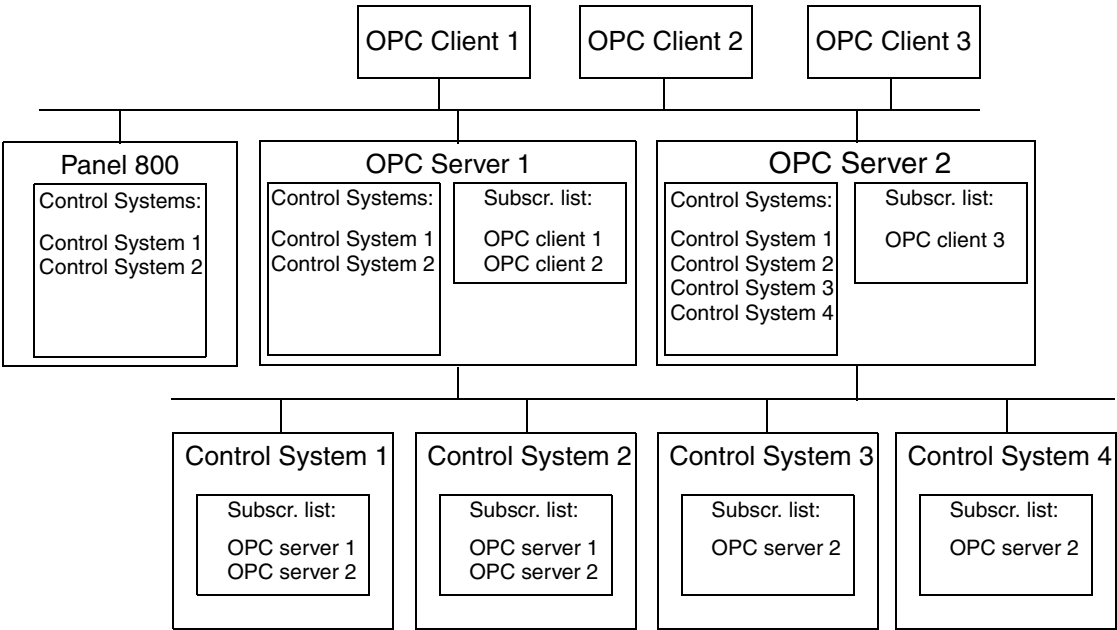 OPC Client 1
OPC Client 2
OPC Client 3
Panel 800
Control Systems:
Control System 1
Control System 2
OPC Server 1
Control Systems:
Control System 1
Control System 2
Subscr. list:
OPC client 1
OPC client 2
OPC Server 2
Control Systems:
Control System 1
Control System 2
Control System 3
Control System 4
Subscr. list:
OPC client 3
Control System 1
Subscr. list:
OPC server 1
OPC server 2
Control System 2
Subscr. list:
OPC server 1
OPC server 2
Control System 3
Subscr. list:
OPC server 2
Control System 4
Subscr. list:
OPC server 2